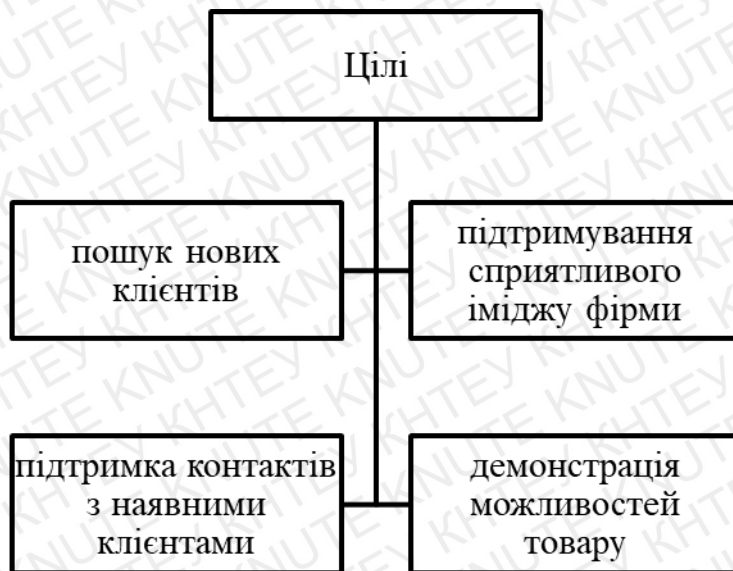 Цілі
пошук нових
клієнтів
підтримування
сприятливого
іміджу фірми
підтримка контактів
з наявними
клієнтами
демонстрація
можливостей
товару